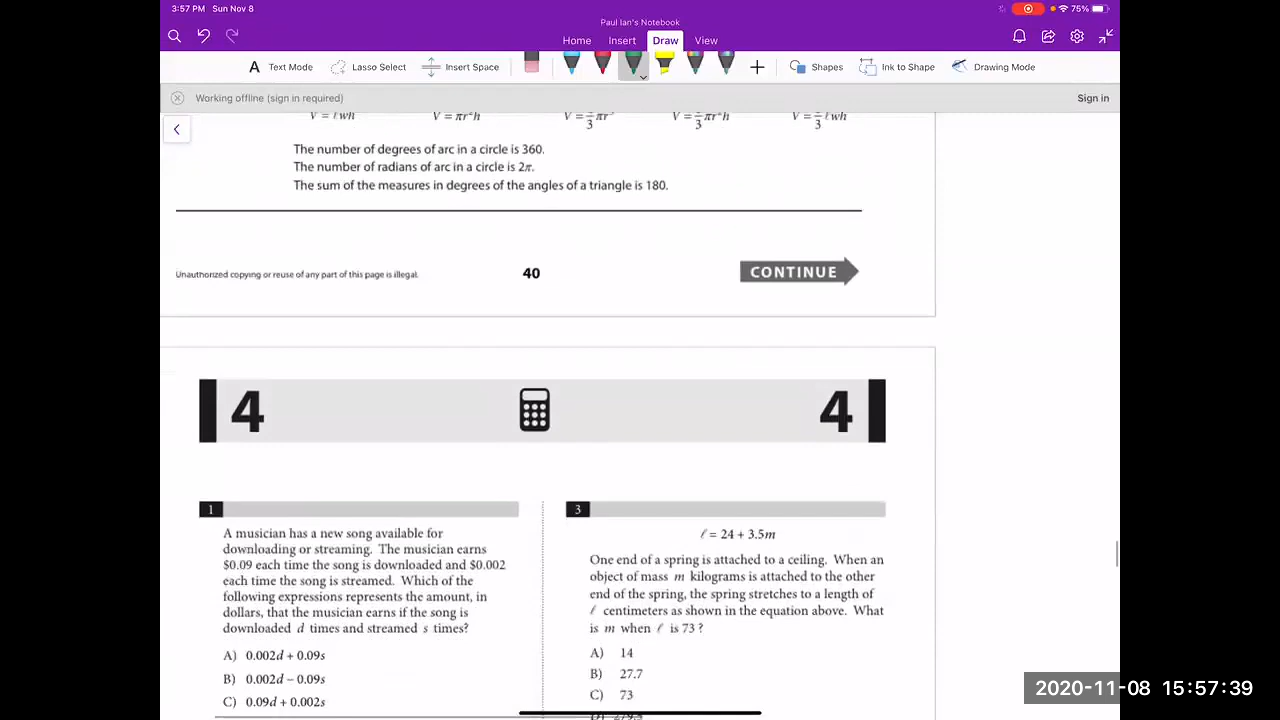 3:57 PM Sun Nov 8
75%
Paul Ian's Notebook
Home Insert Draw View
A Text Mode Lasso Select Insert Space Shapes Ink to Shape Drawing Mode
Working offline (sign in required) Sign in
V = ℓwh V = πr²h V = 3 V = 1/3 πr²h V = 1/3 ℓwh
The number of degrees of arc in a circle is 360.
The number of radians of arc in a circle is 2π.
The sum of the measures in degrees of the angles of a triangle is 180.
Unauthorized copying or reuse of any part of this page is illegal. 40 CONTINUE
4 4
1
A musician has a new song available for
downloading or streaming. The musician earns
$0.09 each time the song is downloaded and $0.002
each time the song is streamed. Which of the
following expressions represents the amount, in
dollars, that the musician earns if the song is
downloaded d times and streamed s times?
A) 0.002d + 0.09s
B) 0.002d − 0.09s
C) 0.09d + 0.002s
3
ℓ = 24 + 3.5m
One end of a spring is attached to a ceiling. When an
object of mass m kilograms is attached to the other
end of the spring, the spring stretches to a length of
ℓ centimeters as shown in the equation above. What
is m when ℓ is 73 ?
A) 14
B) 27.7
C) 73
D) 279.5
2020-11-08 15:57:39